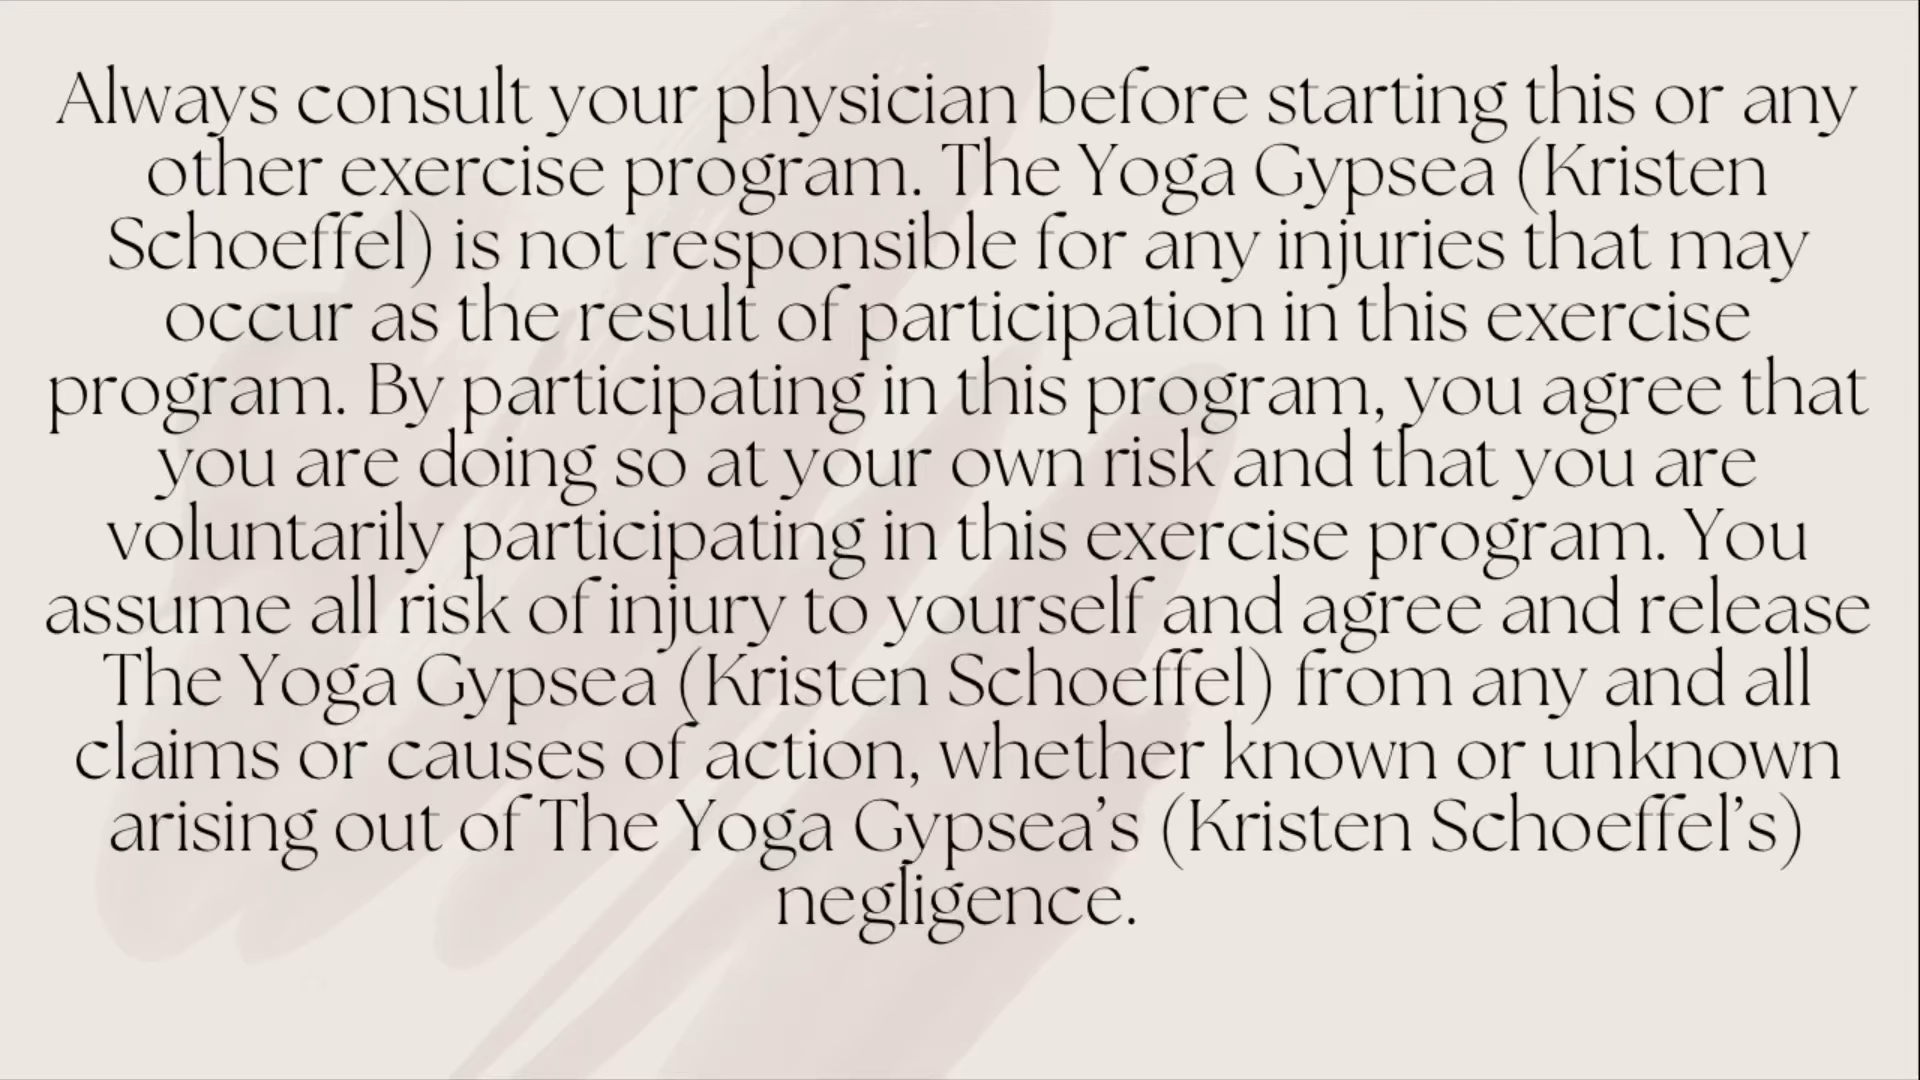 Always consult your physician before starting this or any
other exercise program. The Yoga Gypsea (Kristen
Schoeffel) is not responsible for any injuries that may
occur as the result of participation in this exercise
program. By participating in this program, you agree that
you are doing so at your own risk and that you are
voluntarily participating in this exercise program. You
assume all risk of injury to yourself and agree and release
The Yoga Gypsea (Kristen Schoeffel) from any and all
claims or causes of action, whether known or unknown
arising out of The Yoga Gypsea’s (Kristen Schoeffel’s)
negligence.